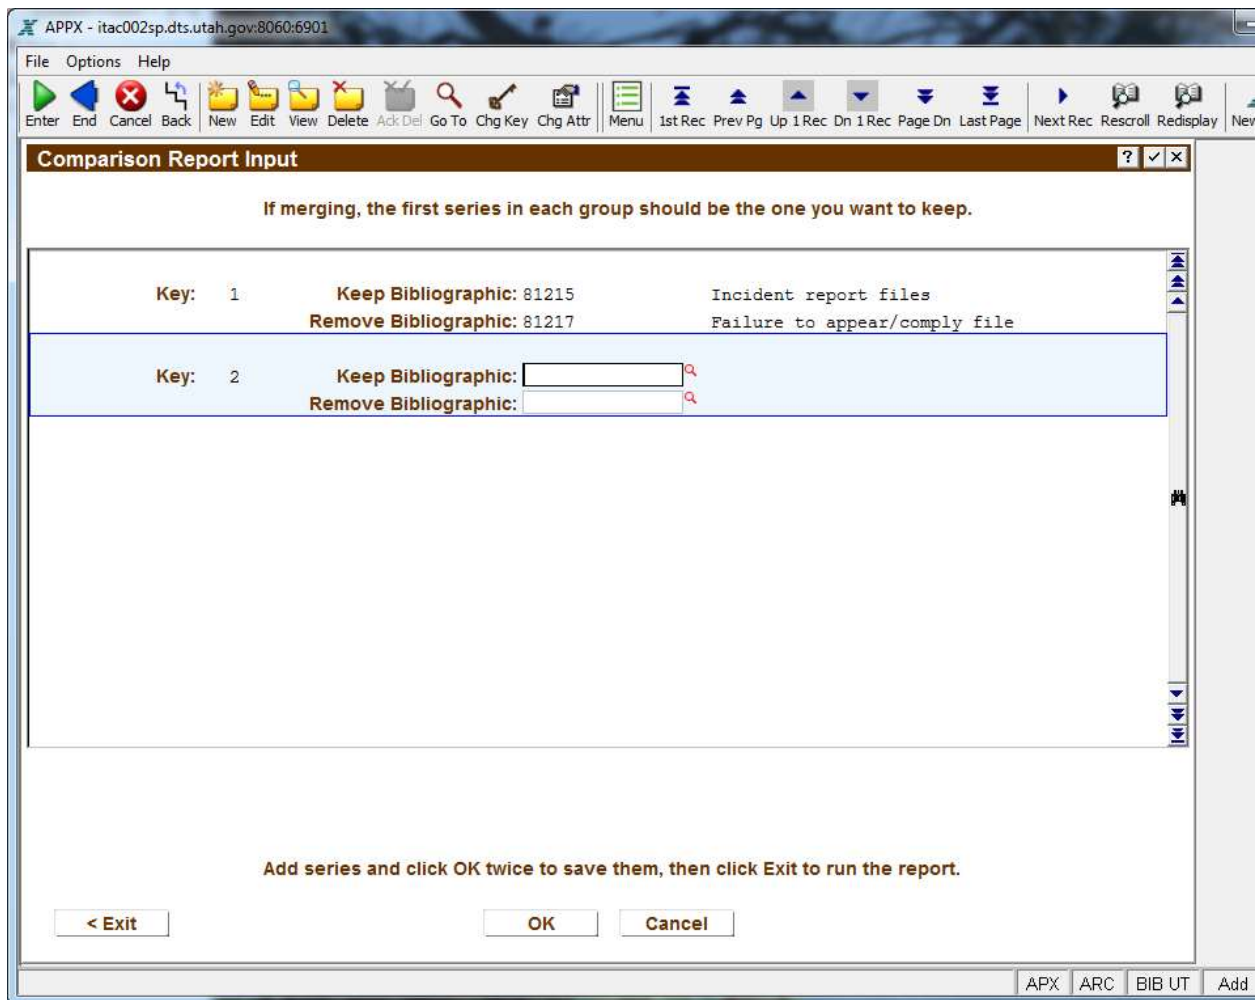 APPX - itac002sp.dts.utah.gov:8060:6901
File Options Help
Enter End Cancel Back New Edit View Delete Ack Del Go To Chg Key Chg Attr Menu 1st Rec Prev Pg Up 1 Rec Dn 1 Rec Page Dn Last Page Next Rec Rescroll Redisplay New
Comparison Report Input
If merging, the first series in each group should be the one you want to keep.
Key: 1 Keep Bibliographic: 81215 Incident report files
Remove Bibliographic: 81217 Failure to appear/comply file
Key: 2 Keep Bibliographic:
Remove Bibliographic:
Add series and click OK twice to save them, then click Exit to run the report.
< Exit OK Cancel
APX ARC BIB UT Add